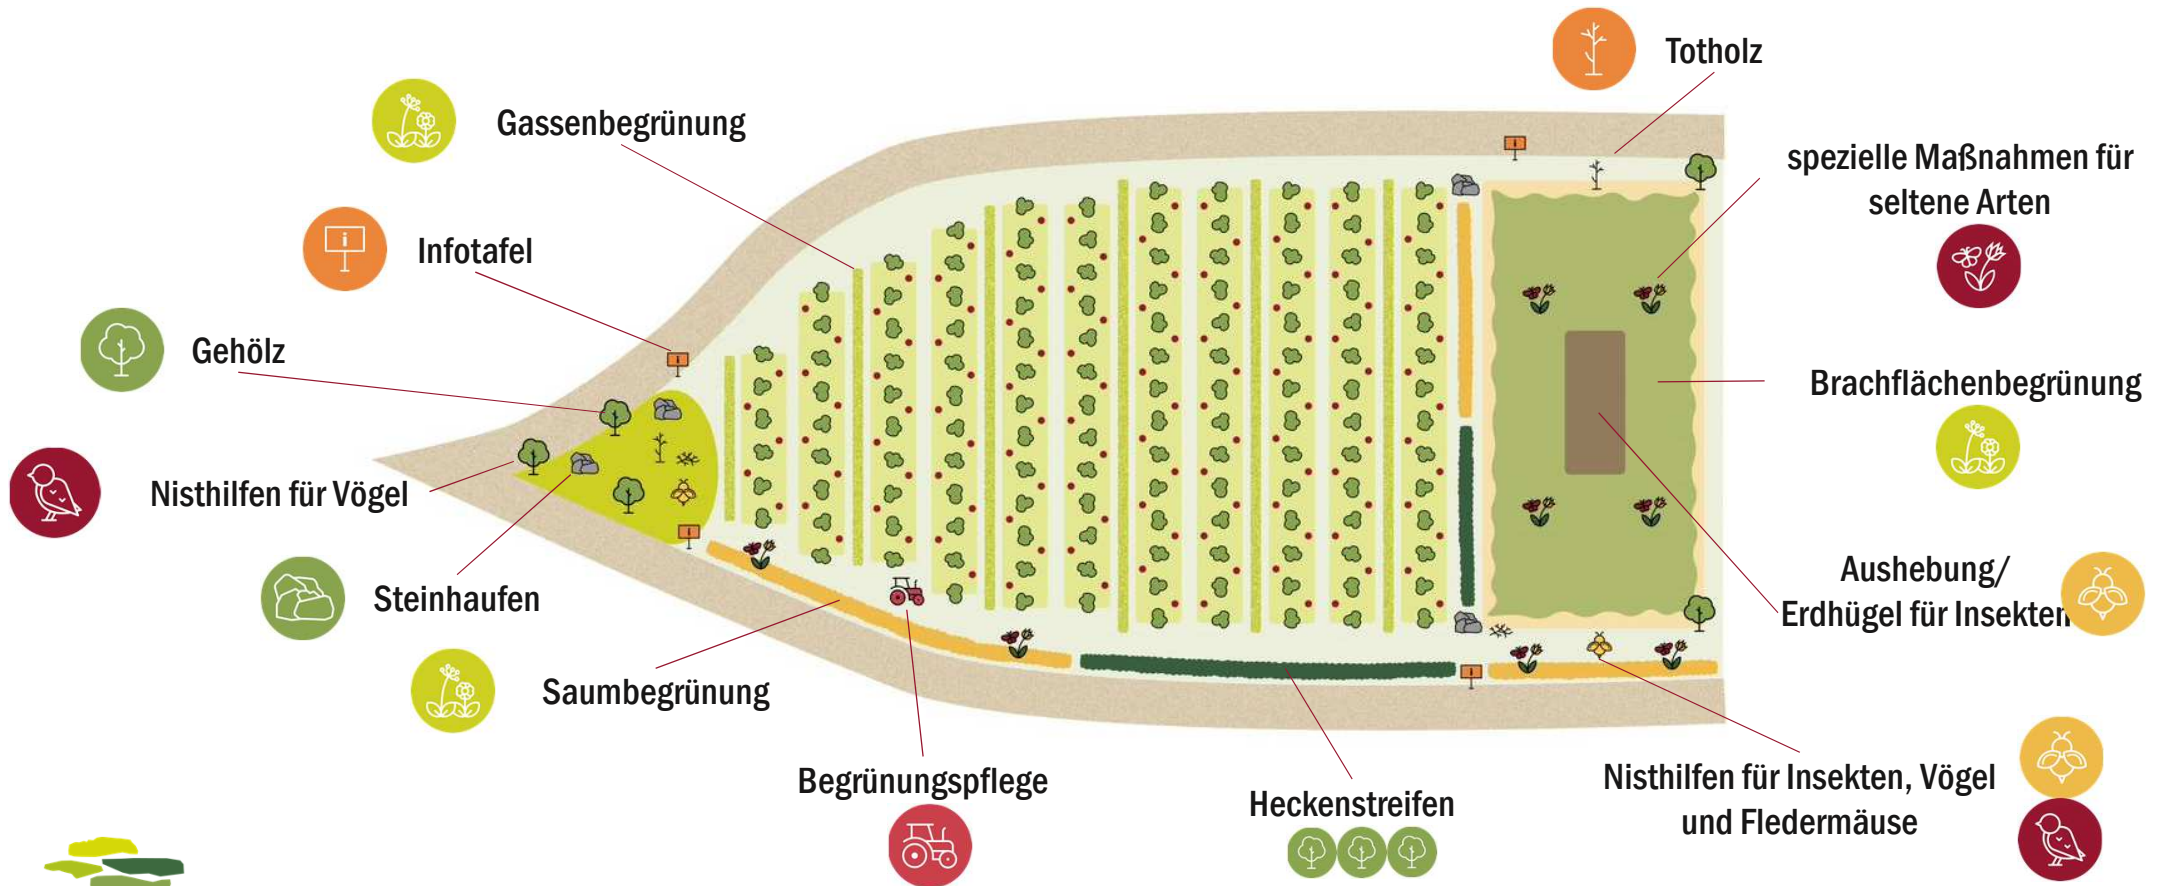 Totholz
Gassenbegrünung
spezielle Maßnahmen für
seltene Arten
Infotafel
Gehölz
Brachflächenbegrünung
Nisthilfen für Vögel
Aushebung/
Erdhügel für Insekten
Steinhaufen
Saumbegrünung
Begrünungspflege
Heckenstreifen
Nisthilfen für Insekten, Vögel
und Fledermäuse